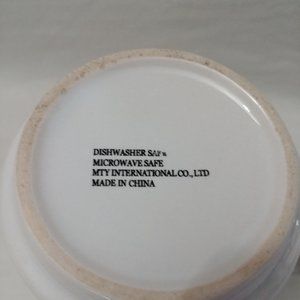 DISHWASHER SAFE
MICROWAVE SAFE
MTY INTERNATIONAL CO., LTD
MADE IN CHINA